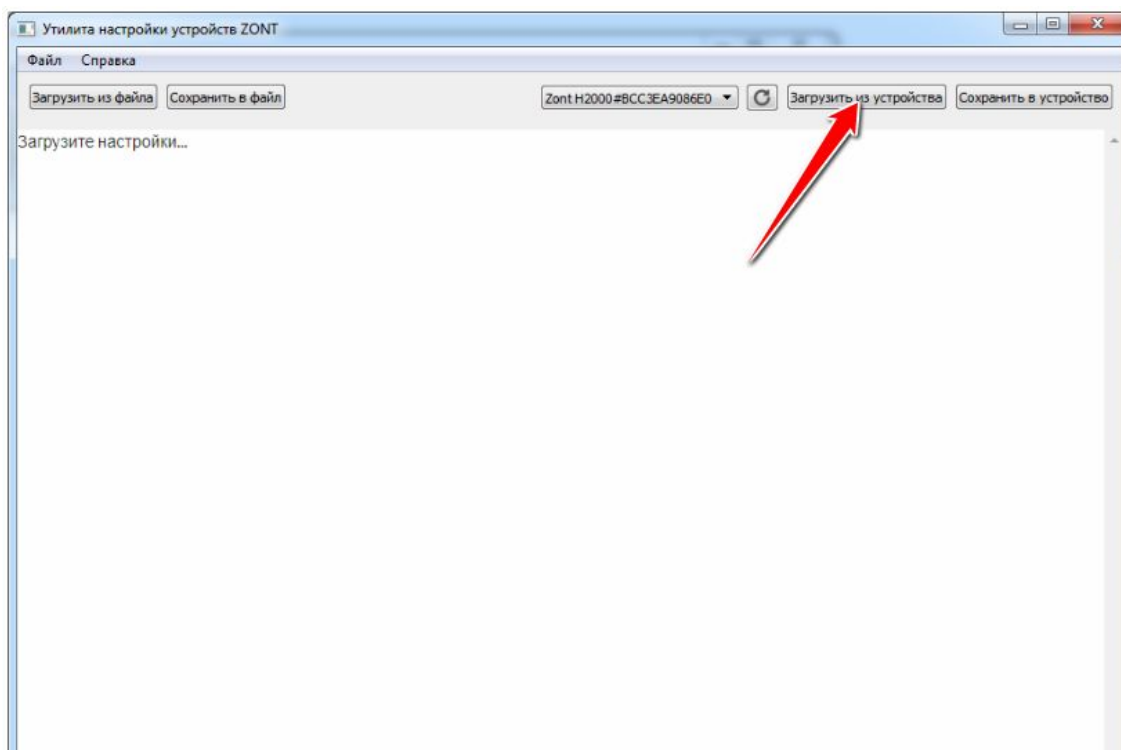 Утилита настройки устройств ZONT
Файл Справка
Загрузить из файла Сохранить в файл Zont H2000#BCC3EA9086E0 Загрузить из устройства Сохранить в устройство
Загрузите настройки...